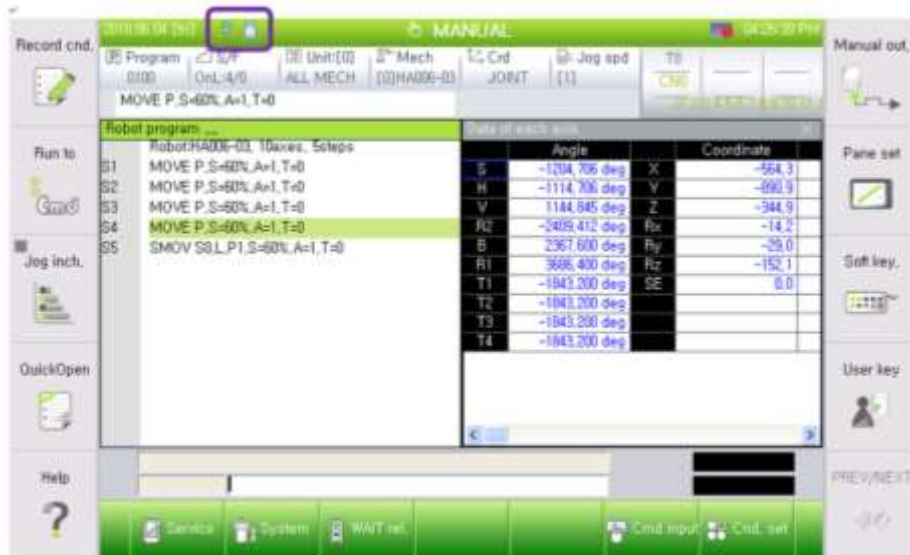 MANUAL
Record cnd.
Manual out.
Program
S/F
Unit:[0]
Mech
Crd
Jog spd
0100
OnL:4/0
ALL MECH
[0]HA006-03
JOINT
[1]
MOVE P,S=60%,A=1,T=0
Robot program ...
Data of each axis
Robot:HA006-03, 10axes, 5steps
S1 MOVE P,S=60%,A=1,T=0
S2 MOVE P,S=60%,A=1,T=0
S3 MOVE P,S=60%,A=1,T=0
S4 MOVE P,S=60%,A=1,T=0
S5 SMOV S8,L,P1,S=60%,A=1,T=0
Angle Coordinate
S -1204,706 deg X -564,3
H -1114,706 deg Y -890,9
V 1144,845 deg Z -344,9
R2 -2409,412 deg Rx -14,2
B 2367,600 deg Ry -29,0
R1 3686,400 deg Rz -152,1
T1 -1843,200 deg SE 0,0
T2 -1843,200 deg
T3 -1843,200 deg
T4 -1843,200 deg
Run to
Jog inch.
QuickOpen
Help
Pane set
Soft key.
User key
PREV/NEXT
Service
System
WAIT rel.
Cmd input
Cnd. set